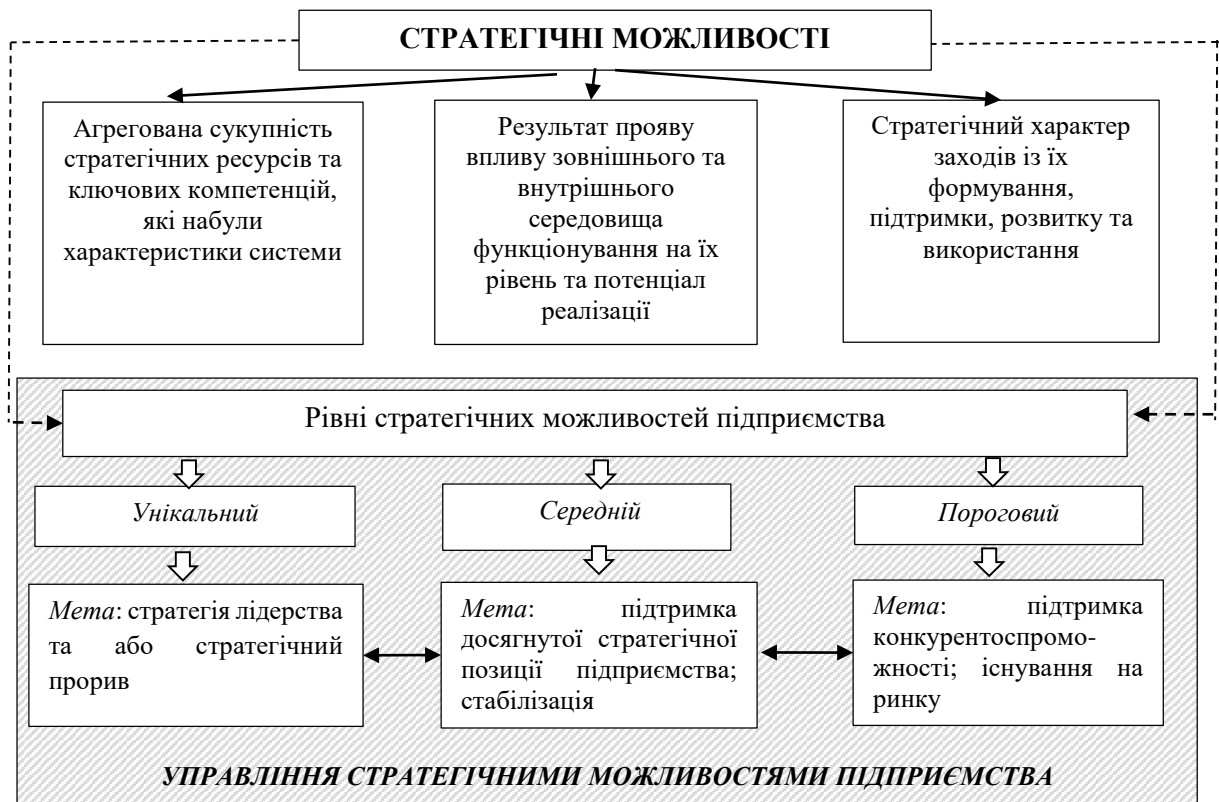 СТРАТЕГІЧНІ МОЖЛИВОСТІ
Агрегована сукупність
стратегічних ресурсів та
ключових компетенцій,
які набули
характеристики системи
Результат прояву
впливу зовнішнього та
внутрішнього
середовища
функціонування на їх
рівень та потенціал
реалізації
Стратегічний характер
заходів із їх
формування,
підтримки, розвитку та
використання
Рівні стратегічних можливостей підприємства
Унікальний
Середній
Пороговий
Мета: стратегія лідерства
та або стратегічний
прорив
Мета: підтримка
досягнутої стратегічної
позиції підприємства;
стабілізація
Мета: підтримка
конкурентоспромо-
жності; існування на
ринку
УПРАВЛІННЯ СТРАТЕГІЧНИМИ МОЖЛИВОСТЯМИ ПІДПРИЄМСТВА